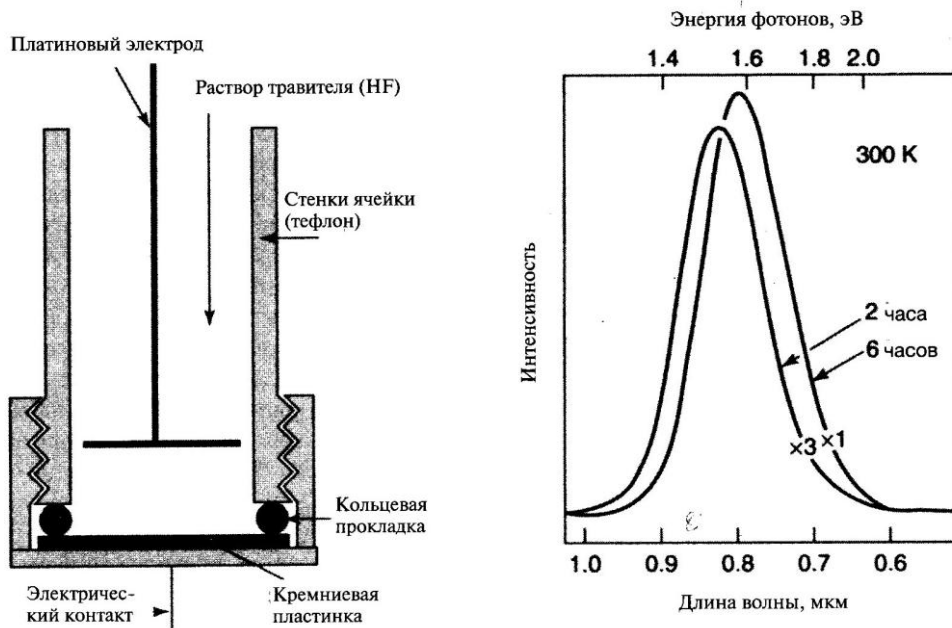 Платиновый электрод
Раствор травителя (HF)
Стенки ячейки
(тефлон)
Кольцевая
прокладка
Электричес-
кий контакт
Кремниевая
пластинка
Энергия фотонов, эВ
1.4 1.6 1.8 2.0
300 K
Интенсивность
2 часа
6 часов
×3 ×1
1.0 0.9 0.8 0.7 0.6
Длина волны, мкм